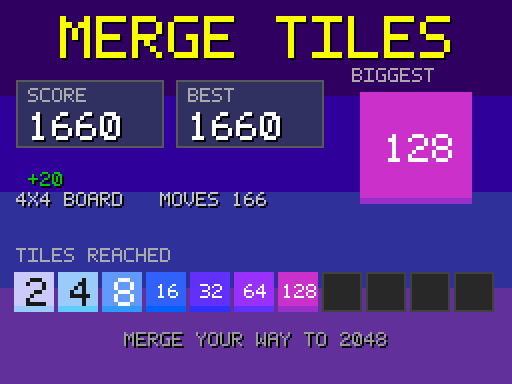 MERGE TILES
SCORE
1660
BEST
1660
BIGGEST
128
+20
4X4 BOARD MOVES 166
TILES REACHED
2 4 8 16 32 64 128
MERGE YOUR WAY TO 2048